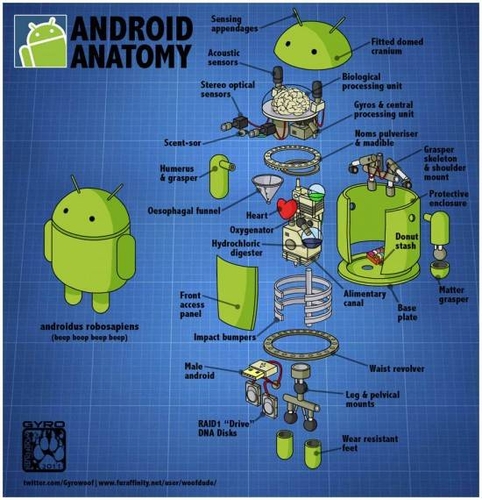 ANDROID
ANATOMY
Sensing
appendages
Fitted domed
cranium
Acoustic
sensors
Biological
processing unit
Stereo optical
sensors
Gyros & central
processing unit
Scent-sor
Noms pulveriser
& madible
Grasper
skeleton
& shoulder
mount
Humerus
& grasper
Protective
enclosure
Oesophagal funnel
Heart
Oxygenator
Donut
stash
Hydrochloric
digester
Matter
grasper
Front
access
panel
Alimentary
canal
Base
plate
androidus robosapiens
(beep boop boop beep)
Impact bumpers
Waist revolver
Male
android
Leg & pelvical
mounts
RAID1 "Drive"
DNA Disks
Wear resistant
feet
GYRO
2011
twitter.com/Gyrowoof | www.furaffinity.net/user/woofdude/